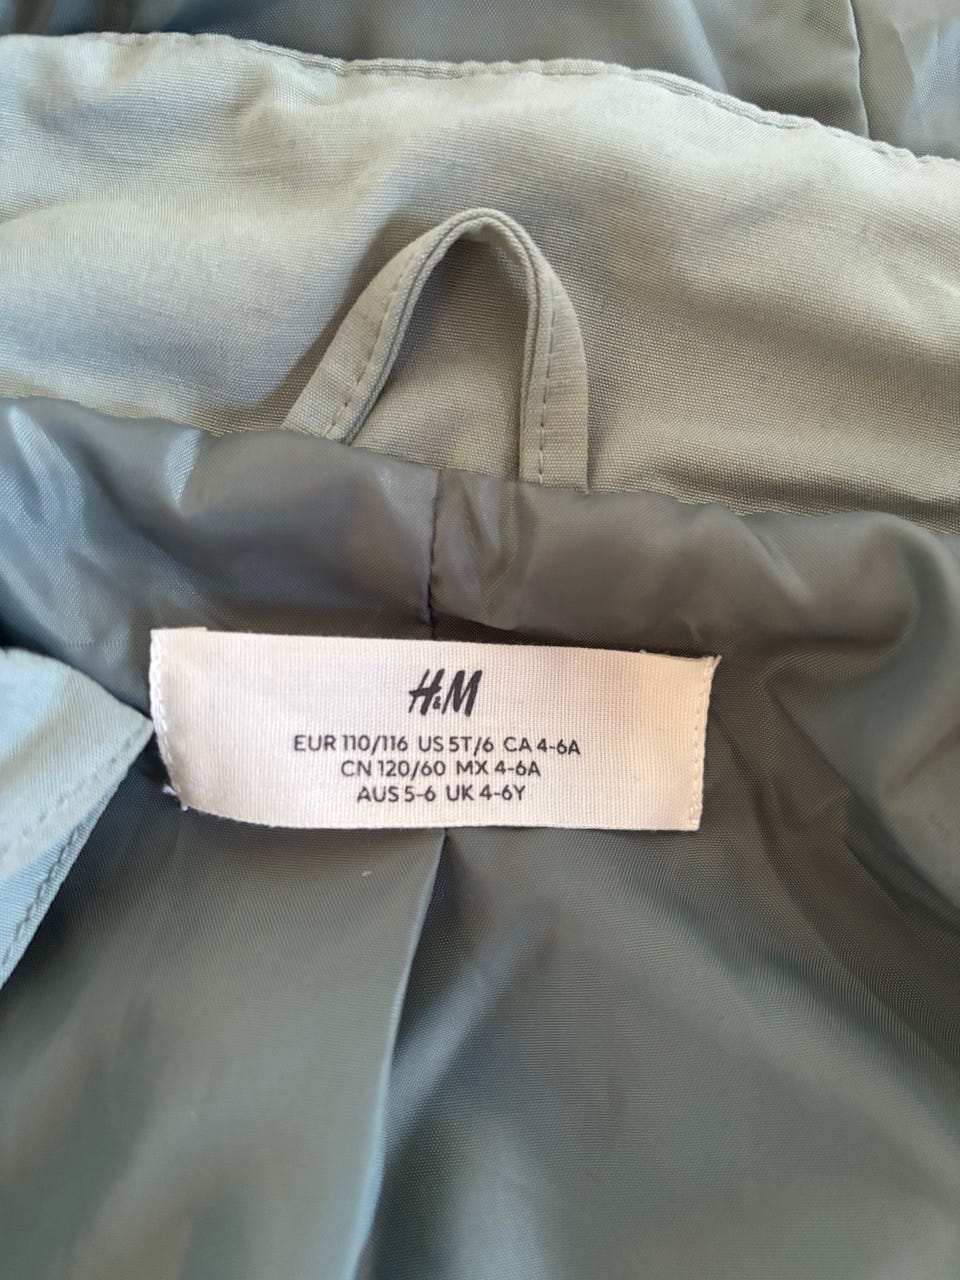 H&M
EUR 110/116 US 5T/6 CA 4-6A
CN 120/60 MX 4-6A
AUS 5-6 UK 4-6Y